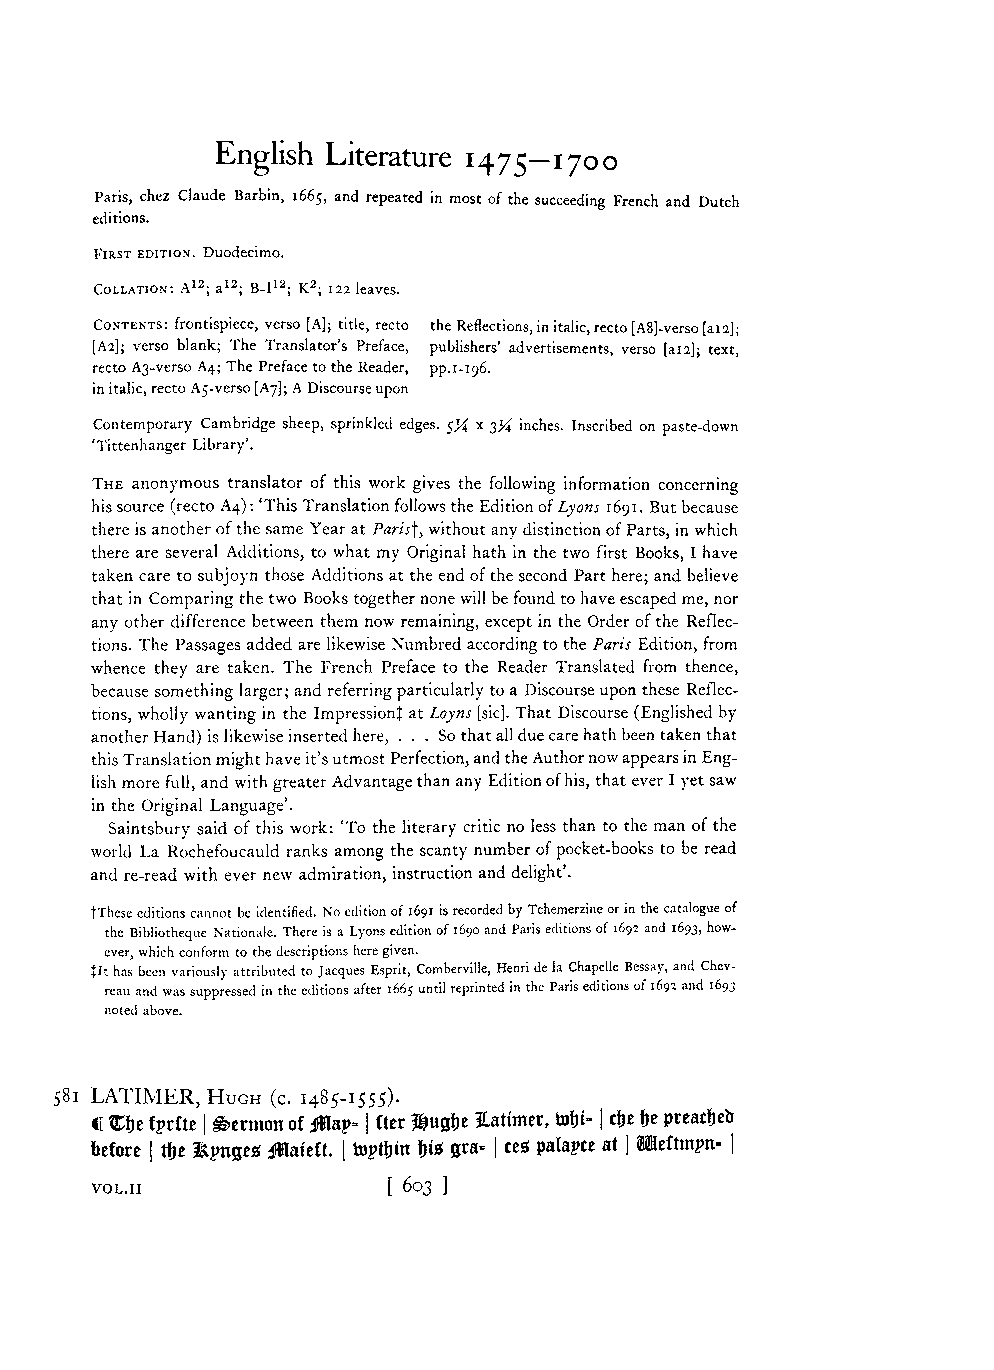 English Literature 1475–1700
Paris, chez Claude Barbin, 1665, and repeated in most of the succeeding French and Dutch
editions.
First edition. Duodecimo.
Collation: A¹²; a¹²; B-I¹²; K²; 122 leaves.
Contents: frontispiece, verso [A]; title, recto
[A2]; verso blank; The Translator's Preface,
recto A3-verso A4; The Preface to the Reader,
in italic, recto A5-verso [A7]; A Discourse upon
the Reflections, in italic, recto [A8]-verso [a12];
publishers' advertisements, verso [a12]; text,
pp.1-196.
Contemporary Cambridge sheep, sprinkled edges. 5¼ x 3¼ inches. Inscribed on paste-down
'Tittenhanger Library'.
The anonymous translator of this work gives the following information concerning
his source (recto A4): 'This Translation follows the Edition of Lyons 1691. But because
there is another of the same Year at Paris†, without any distinction of Parts, in which
there are several Additions, to what my Original hath in the two first Books, I have
taken care to subjoyn those Additions at the end of the second Part here; and believe
that in Comparing the two Books together none will be found to have escaped me, nor
any other difference between them now remaining, except in the Order of the Reflec-
tions. The Passages added are likewise Numbred according to the Paris Edition, from
whence they are taken. The French Preface to the Reader Translated from thence,
because something larger; and referring particularly to a Discourse upon these Reflec-
tions, wholly wanting in the Impression‡ at Loyns [sic]. That Discourse (Englished by
another Hand) is likewise inserted here, . . . So that all due care hath been taken that
this Translation might have it's utmost Perfection, and the Author now appears in Eng-
lish more full, and with greater Advantage than any Edition of his, that ever I yet saw
in the Original Language'.
Saintsbury said of this work: 'To the literary critic no less than to the man of the
world La Rochefoucauld ranks among the scanty number of pocket-books to be read
and re-read with ever new admiration, instruction and delight'.
†These editions cannot be identified. No edition of 1691 is recorded by Tchemerzine or in the catalogue of
the Bibliotheque Nationale. There is a Lyons edition of 1690 and Paris editions of 1692 and 1693, how-
ever, which conform to the descriptions here given.
‡It has been variously attributed to Jacques Esprit, Comberville, Henri de la Chapelle Bessay, and Chev-
reau and was suppressed in the editions after 1665 until reprinted in the Paris editions of 1692 and 1693
noted above.
581 LATIMER, Hugh (c. 1485-1555).
¶ The fyrſte | Sermon of May= | ſter Hughe Latimer, whi= | che he preached
before | the Kynges Maieſt. | wythin his gra= | ces palayce at | Weſtmyn= |
VOL.II [ 603 ]